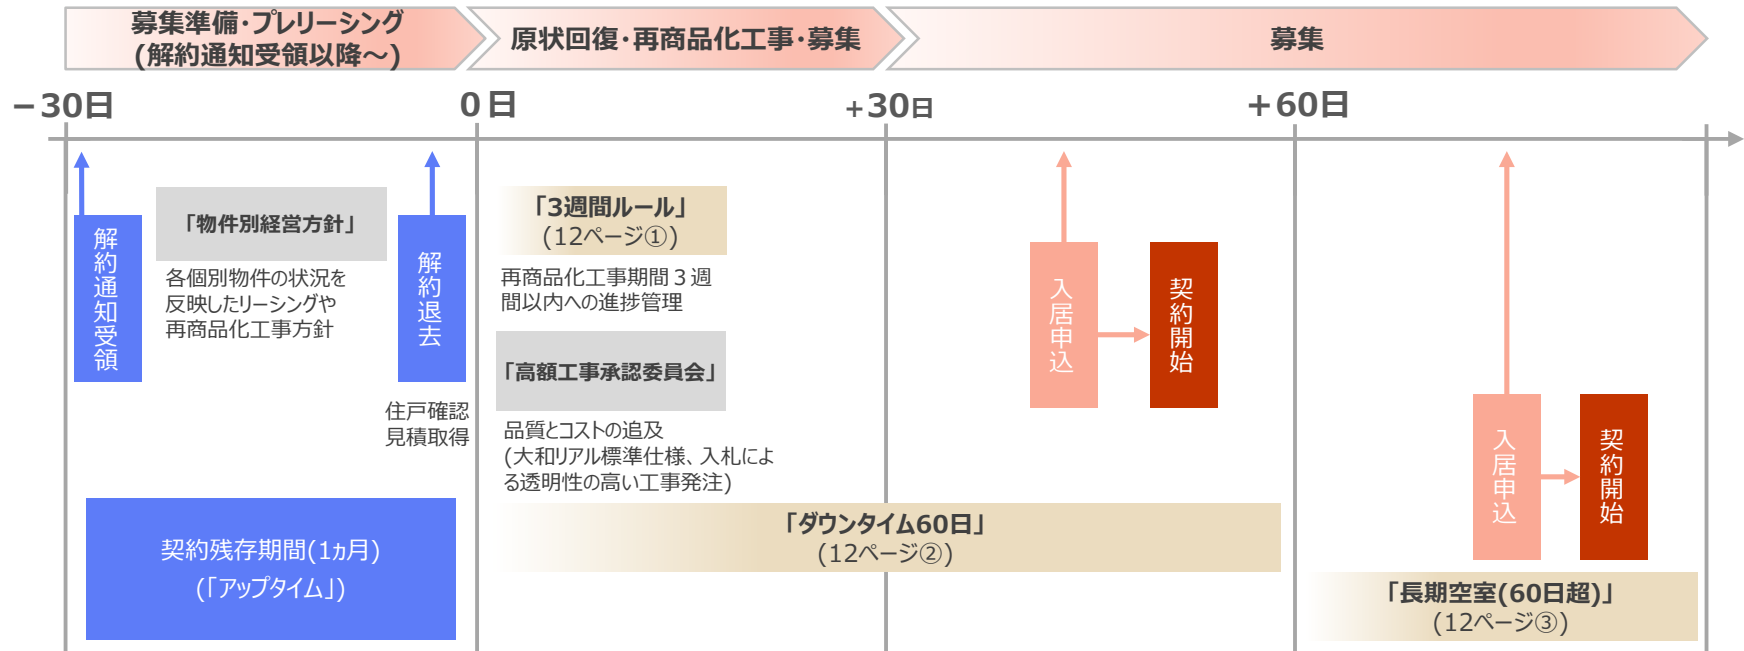 募集準備・プレリーシング
(解約通知受領以降～)
原状回復・再商品化工事・募集
募集
－30日
0日
+30日
+60日
解約通知受領
「物件別経営方針」
各個別物件の状況を
反映したリーシングや
再商品化工事方針
解約退去
住戸確認
見積取得
「3週間ルール」
(12ページ①)
再商品化工事期間３週
間以内への進捗管理
「高額工事承認委員会」
品質とコストの追及
(大和リアル標準仕様、入札によ
る透明性の高い工事発注)
入居申込
契約開始
入居申込
契約開始
契約残存期間(1ヵ月)
(「アップタイム」)
「ダウンタイム60日」
(12ページ②)
「長期空室(60日超)」
(12ページ③)